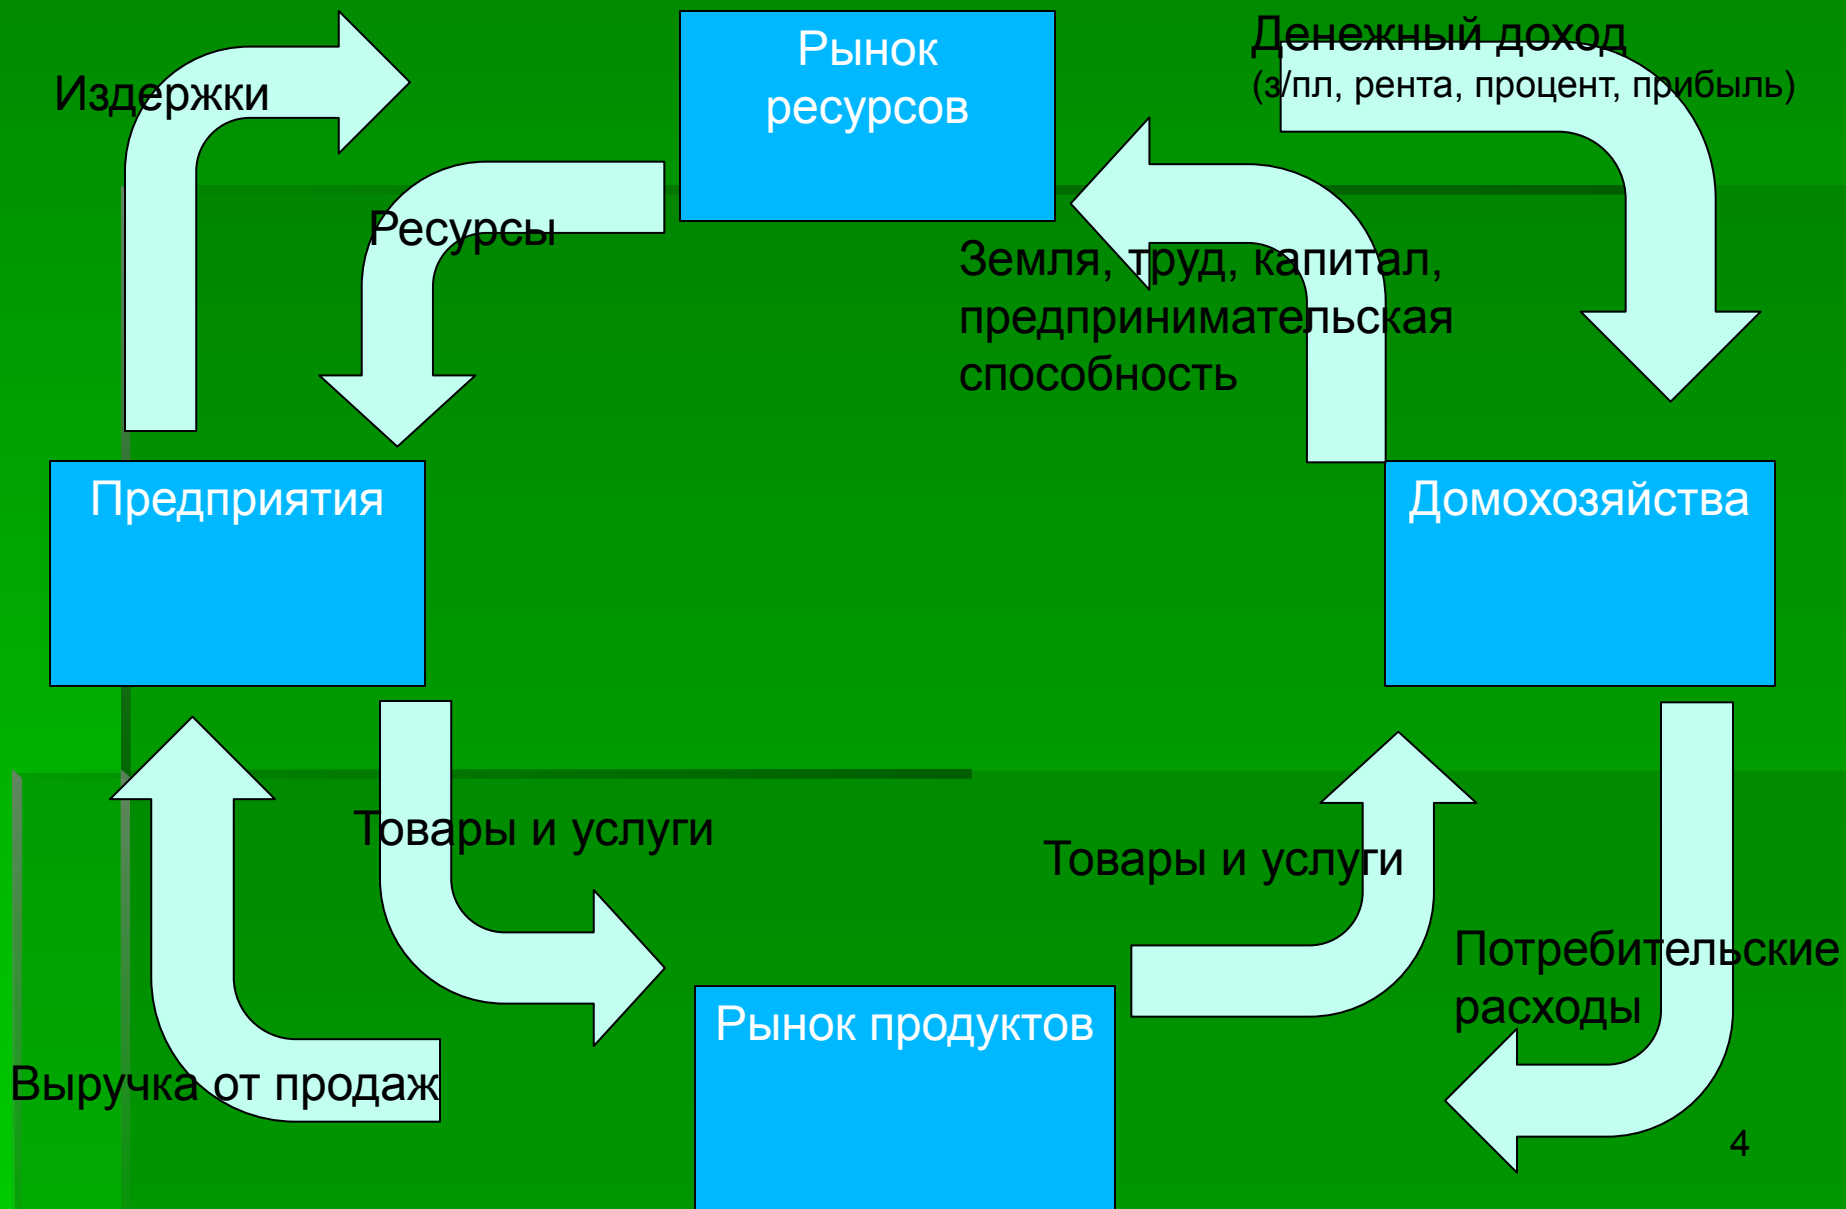 Издержки
Рынок
ресурсов
Денежный доход
(з/пл, рента, процент, прибыль)
Ресурсы
Земля, труд, капитал,
предпринимательская
способность
Предприятия
Домохозяйства
Товары и услуги
Товары и услуги
Потребительские
расходы
Рынок продуктов
Выручка от продаж
4